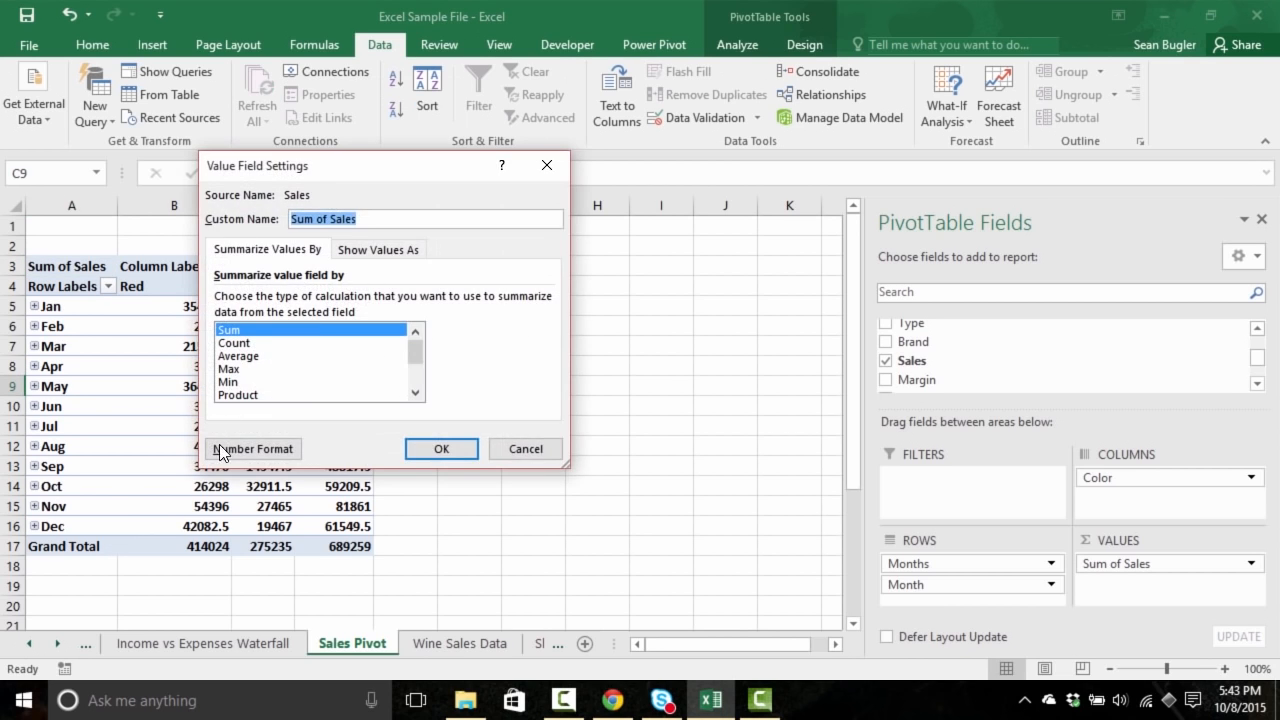 Excel Sample File - Excel
PivotTable Tools
File Home Insert Page Layout Formulas Data Review View Developer Power Pivot Analyze Design Tell me what you want to do... Sean Bugler Share
Get External Data
New Query
Show Queries
From Table
Recent Sources
Get & Transform
Refresh All
Connections
Properties
Edit Links
Connections
Sort
Filter
Clear
Reapply
Advanced
Sort & Filter
Text to Columns
Flash Fill
Remove Duplicates
Data Validation
Consolidate
Relationships
Manage Data Model
Data Tools
What-If Analysis
Forecast Sheet
Forecast
Group
Ungroup
Subtotal
Outline
C9
Value Field Settings ?
Source Name: Sales
Custom Name: Sum of Sales
Summarize Values By Show Values As
Summarize value field by
Choose the type of calculation that you want to use to summarize
data from the selected field
Sum
Count
Average
Max
Min
Product
Number Format OK Cancel
A B H I J K
1
2
3 Sum of Sales Column Labe
4 Row Labels Red
5 Jan 35
6 Feb 2
7 Mar 21
8 Apr 3
9 May 36
10 Jun 3
11 Jul 2
12 Aug 4
13 Sep
14 Oct 26298 32911.5 59209.5
15 Nov 54396 27465 81861
16 Dec 42082.5 19467 61549.5
17 Grand Total 414024 275235 689259
18
19
20
21
PivotTable Fields
Choose fields to add to report:
Search
Type
Brand
Sales
Margin
Drag fields between areas below:
FILTERS
COLUMNS
Color
ROWS
Months
Month
Σ VALUES
Sum of Sales
Defer Layout Update UPDATE
... Income vs Expenses Waterfall Sales Pivot Wine Sales Data Sl ...
Ready 100%
Ask me anything
5:43 PM
10/8/2015